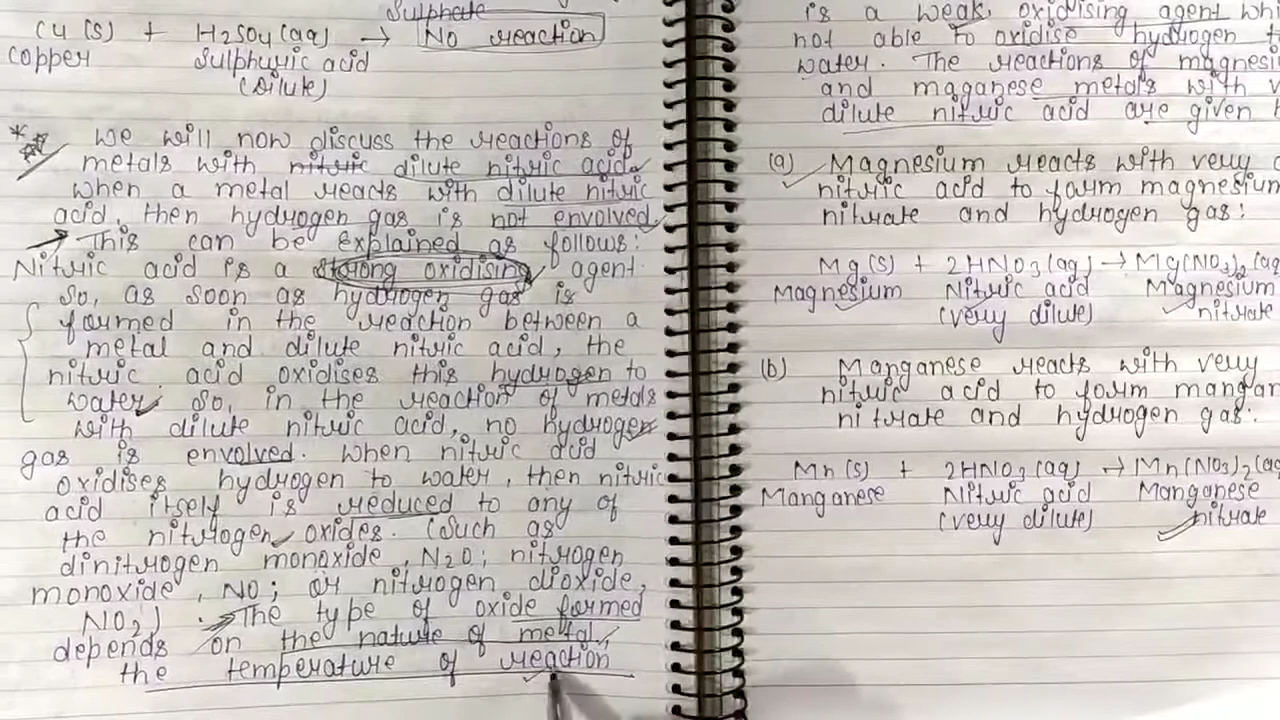 Sulphate
Cu (s) + H2SO4 (aq) → No reaction
copper Sulphuric acid
(Dilute)
We will now discuss the reactions of
metals with nitric dilute nitric acid.
When a metal reacts with dilute nitric
acid, then hydrogen gas is not envolved.
→ This can be explained as follows:
Nitric acid is a strong oxidising agent.
So, as soon as hydrogen gas is
formed in the reaction between a
metal and dilute nitric acid, the
nitric acid oxidises this hydrogen to
water. So, in the reaction of metals
with dilute nitric acid, no hydrogen
gas is envolved. When nitric acid
oxidises hydrogen to water, then nitric
acid itself is reduced to any of
the nitrogen oxides. (Such as
dinitrogen monoxide, N2O; nitrogen
monoxide, NO; or nitrogen dioxide,
NO2) . → The type of oxide formed
depends on the nature of metal,
the temperature of reaction
is a weak oxidising agent whi
not able to oxidise hydrogen t
water. The reactions of magnesi
and maganese metals with v
dilute nitric acid are given
(a) Magnesium reacts with very
nitric acid to form magnesium
nitrate and hydrogen gas:
Mg (s) + 2HNO3 (aq) → Mg(NO3)2 (aq
Magnesium Nitric acid Magnesium
(very dilute) nitrate
(b) Manganese reacts with very
nitric acid to form mangan
nitrate and hydrogen gas:
Mn (s) + 2HNO3 (aq) → Mn(NO3)2 (aq
Manganese Nitric acid Manganese
(very dilute) nitrate